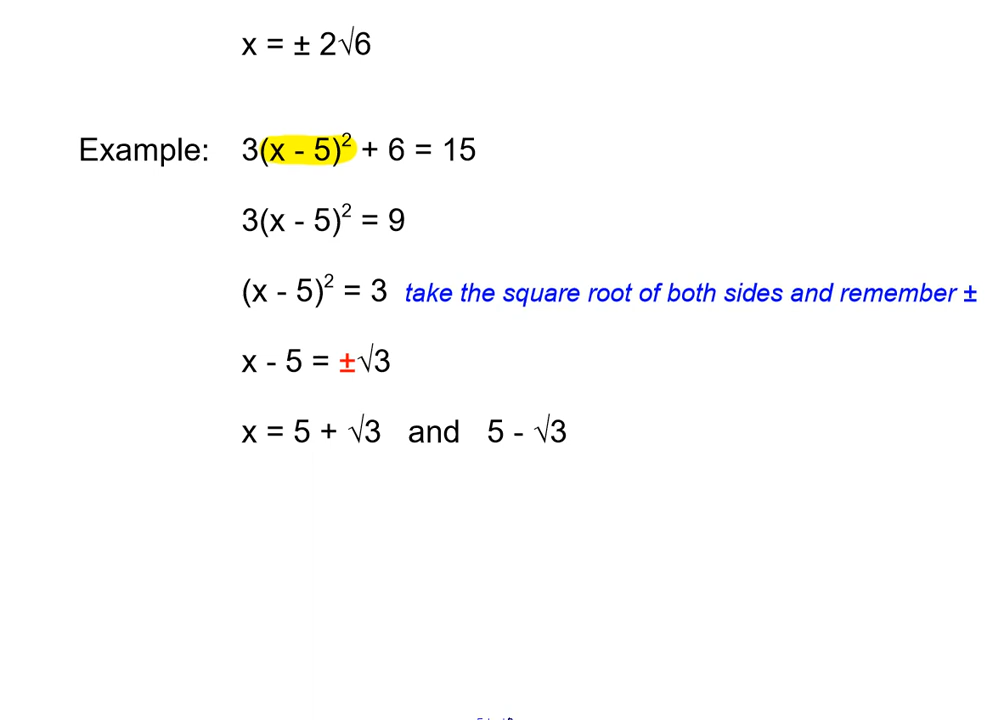 x = ± 2√6
Example: 3(x - 5)² + 6 = 15
3(x - 5)² = 9
(x - 5)² = 3 take the square root of both sides and remember ±
x - 5 = ±√3
x = 5 + √3 and 5 - √3